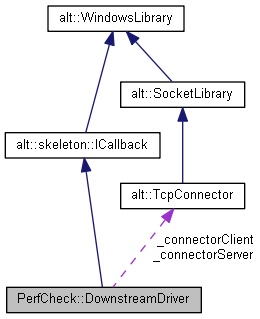 alt::WindowsLibrary
alt::SocketLibrary
alt::skeleton::ICallback
alt::TcpConnector
_connectorClient
_connectorServer
PerfCheck::DownstreamDriver